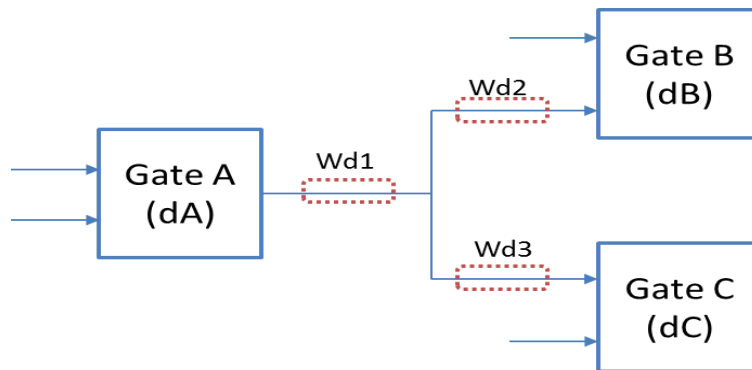 Gate A
(dA)
Wd1
Wd2
Gate B
(dB)
Wd3
Gate C
(dC)